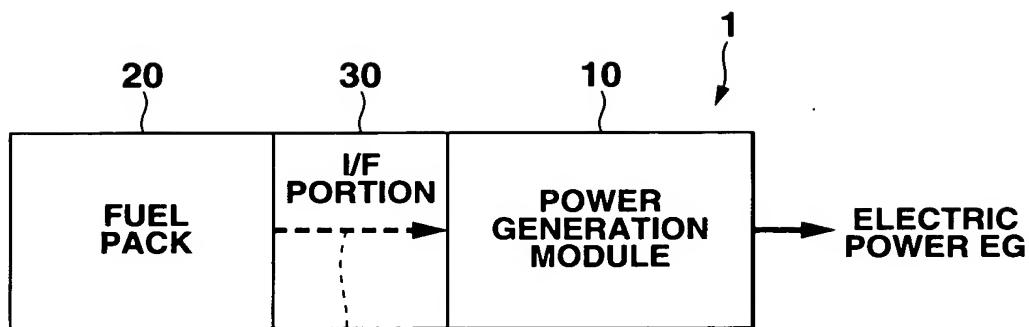 1
20
30
10
I/F
PORTION
FUEL
PACK
POWER
GENERATION
MODULE
ELECTRIC
POWER EG